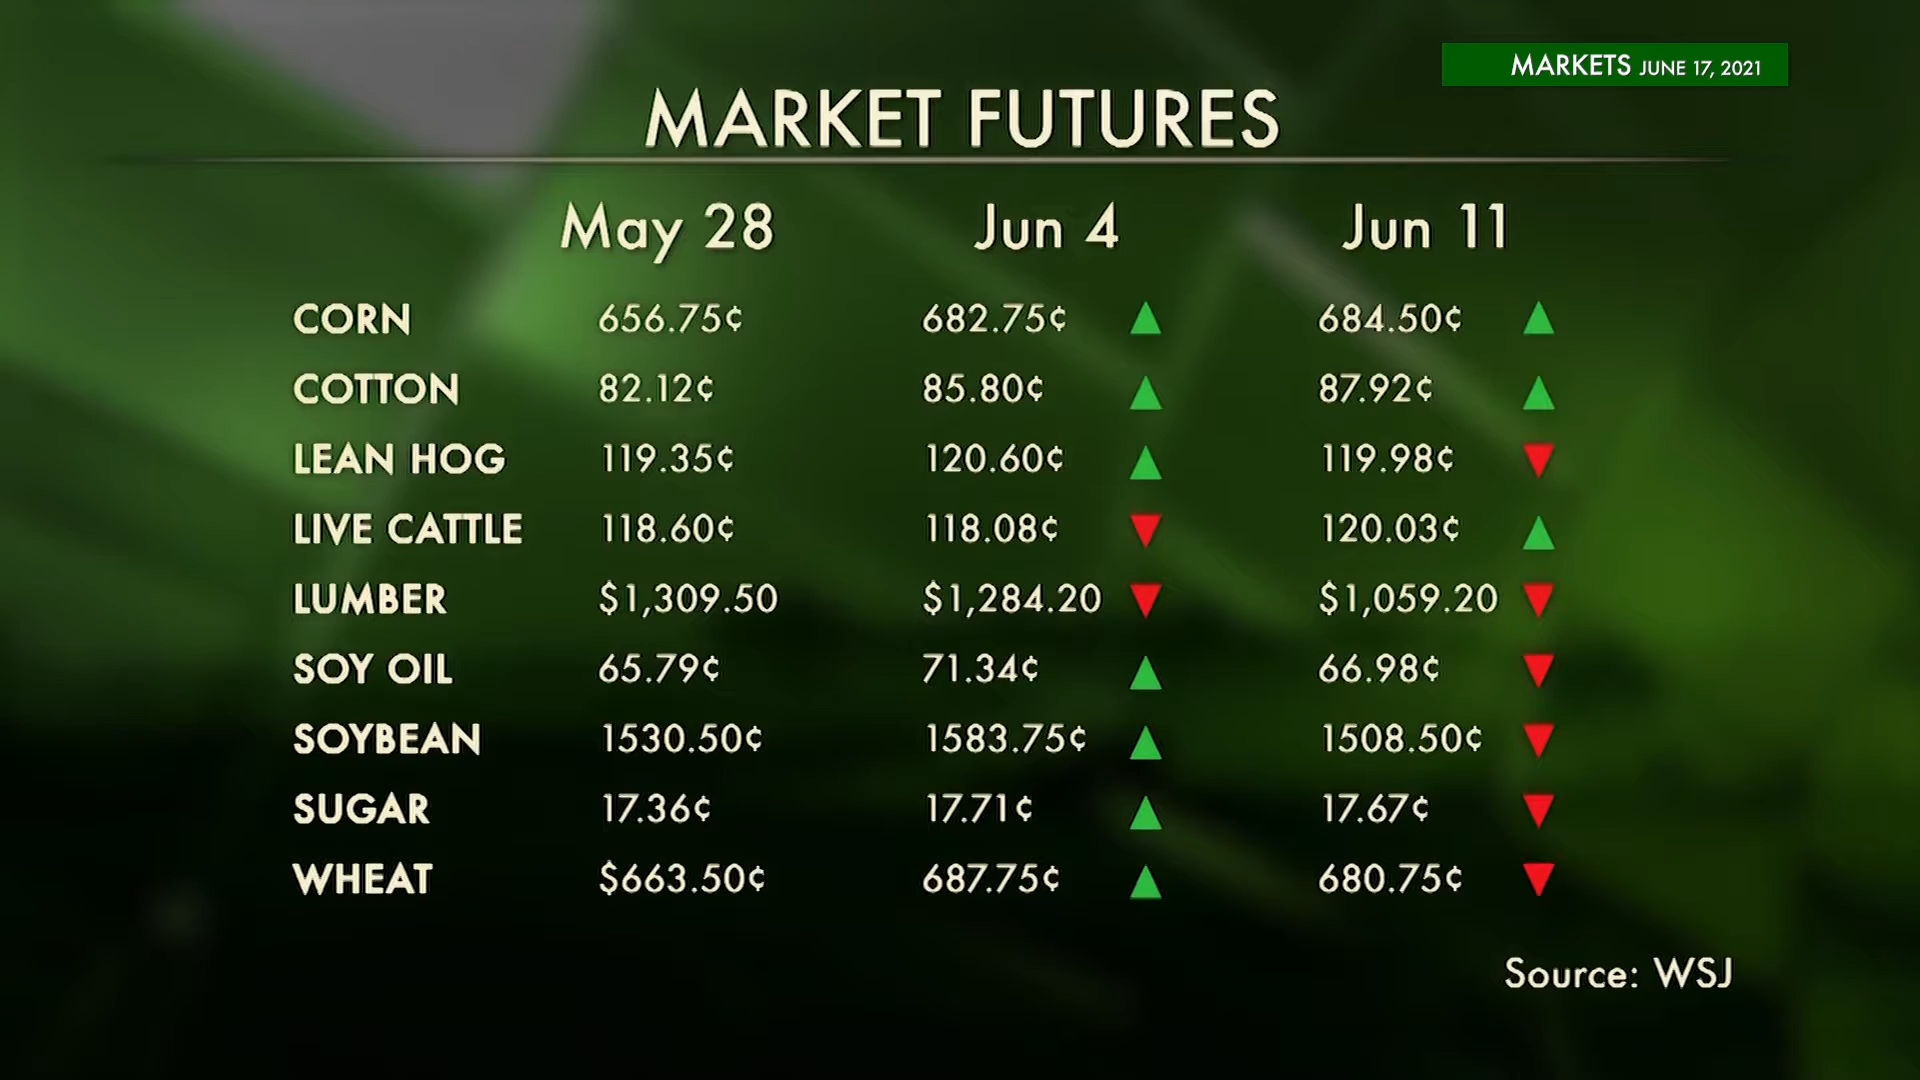 MARKETS JUNE 17, 2021
MARKET FUTURES
May 28 Jun 4 Jun 11
CORN 656.75¢ 682.75¢ ▲ 684.50¢ ▲
COTTON 82.12¢ 85.80¢ ▲ 87.92¢ ▲
LEAN HOG 119.35¢ 120.60¢ ▲ 119.98¢ ▼
LIVE CATTLE 118.60¢ 118.08¢ ▼ 120.03¢ ▲
LUMBER $1,309.50 $1,284.20 ▼ $1,059.20 ▼
SOY OIL 65.79¢ 71.34¢ ▲ 66.98¢ ▼
SOYBEAN 1530.50¢ 1583.75¢ ▲ 1508.50¢ ▼
SUGAR 17.36¢ 17.71¢ ▲ 17.67¢ ▼
WHEAT $663.50¢ 687.75¢ ▲ 680.75¢ ▼
Source: WSJ